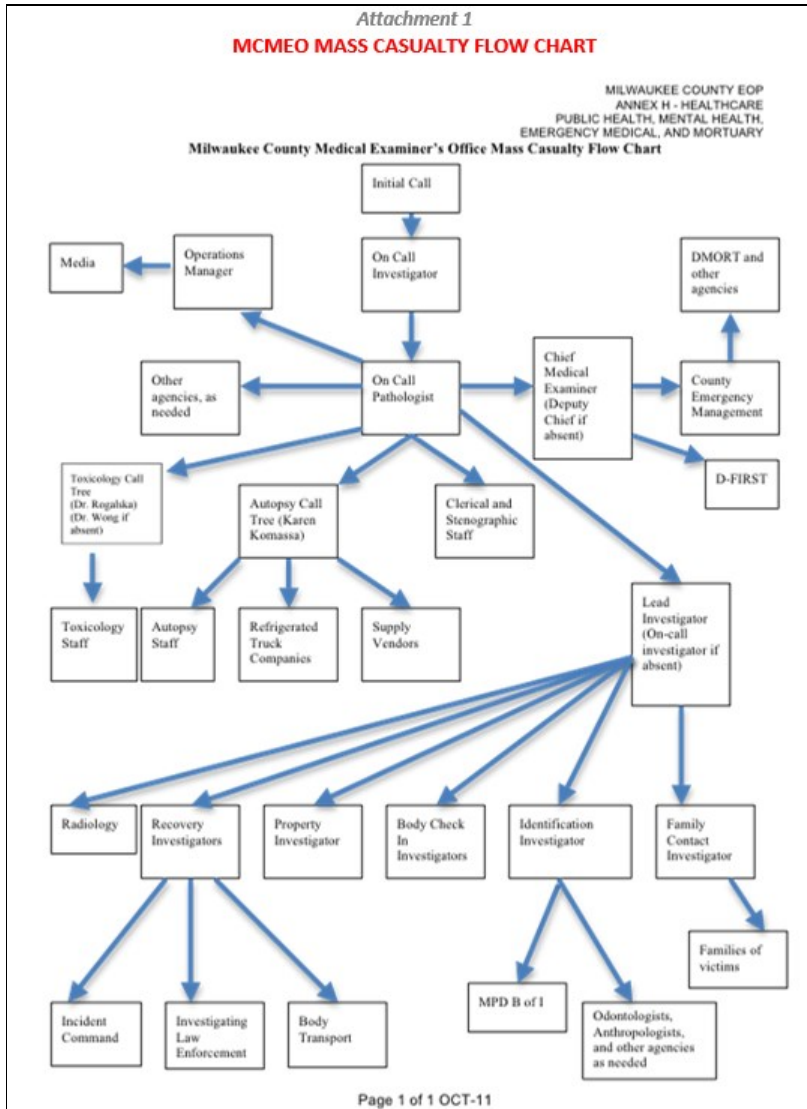 Attachment 1
MCMEO MASS CASUALTY FLOW CHART
MILWAUKEE COUNTY EOP
ANNEX H - HEALTHCARE
PUBLIC HEALTH, MENTAL HEALTH,
EMERGENCY MEDICAL, AND MORTUARY
Milwaukee County Medical Examiner's Office Mass Casualty Flow Chart
Initial Call
Media
Operations
Manager
On Call
Investigator
DMORT and
other
agencies
Other
agencies, as
needed
On Call
Pathologist
Chief
Medical
Examiner
(Deputy
Chief if
absent)
County
Emergency
Management
D-FIRST
Toxicology Call
Tree
(Dr. Rogalska)
(Dr. Wong if
absent)
Autopsy Call
Tree (Karen
Komassa)
Clerical and
Stenographic
Staff
Toxicology
Staff
Autopsy
Staff
Refrigerated
Truck
Companies
Supply
Vendors
Lead
Investigator
(On-call
investigator if
absent)
Radiology
Recovery
Investigators
Property
Investigator
Body Check
In
Investigators
Identification
Investigator
Family
Contact
Investigator
Families of
victims
Incident
Command
Investigating
Law
Enforcement
Body
Transport
MPD B of I
Odontologists,
Anthropologists,
and other agencies
as needed
Page 1 of 1 OCT-11